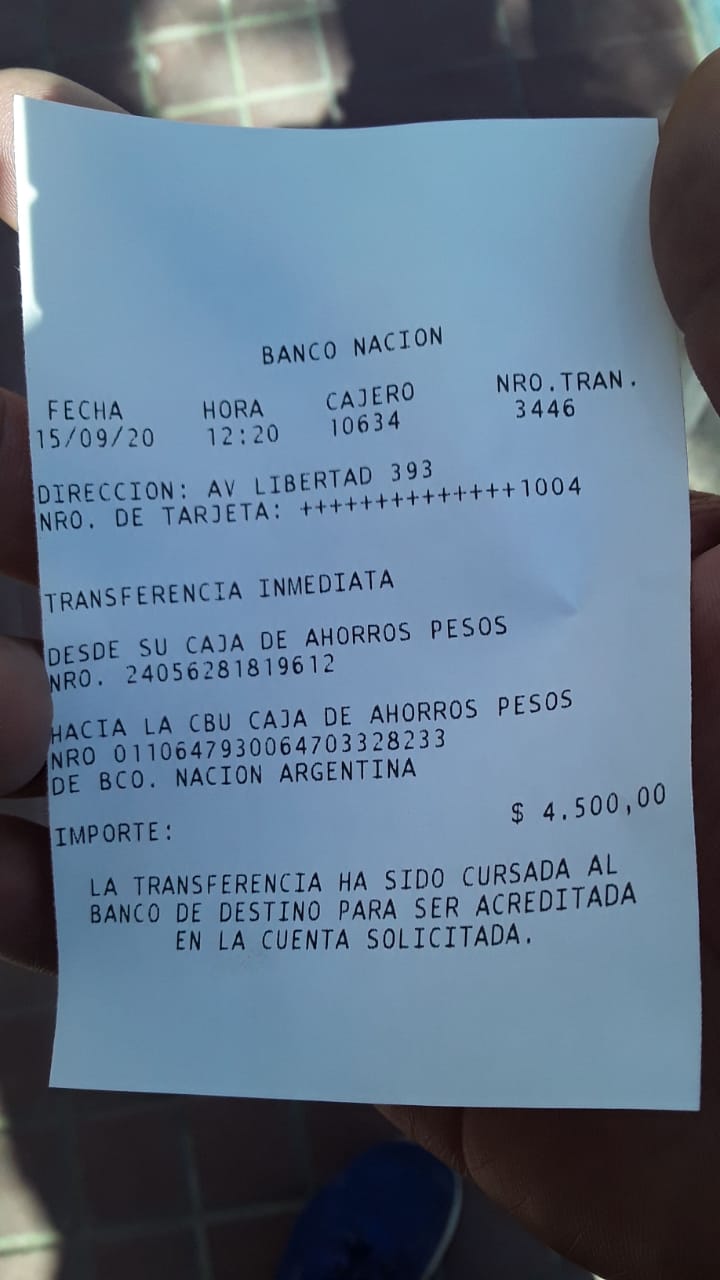 BANCO NACION
FECHA HORA CAJERO NRO.TRAN.
15/09/20 12:20 10634 3446
DIRECCION: AV LIBERTAD 393
NRO. DE TARJETA: ++++++++++++++1004
TRANSFERENCIA INMEDIATA
DESDE SU CAJA DE AHORROS PESOS
NRO. 24056281819612
HACIA LA CBU CAJA DE AHORROS PESOS
NRO 0110647930064703328233
DE BCO. NACION ARGENTINA
IMPORTE: $ 4.500,00
LA TRANSFERENCIA HA SIDO CURSADA AL
BANCO DE DESTINO PARA SER ACREDITADA
EN LA CUENTA SOLICITADA.